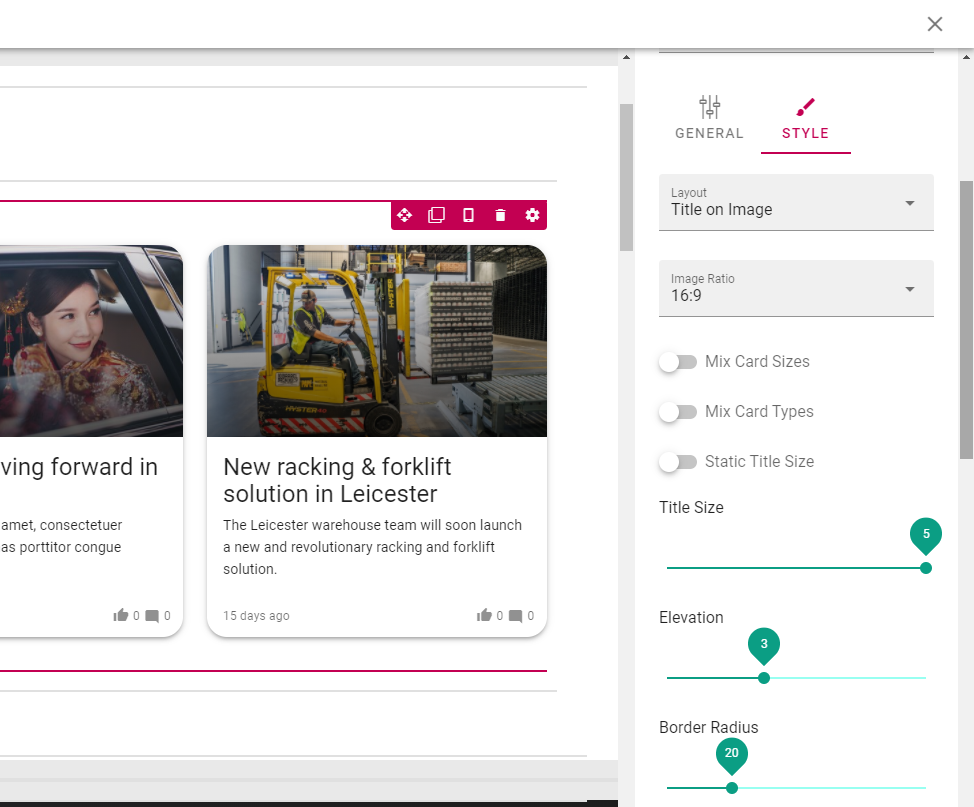 GENERAL
STYLE
Layout
Title on Image
Image Ratio
16:9
Mix Card Sizes
Mix Card Types
Static Title Size
Title Size
5
Elevation
3
Border Radius
20
ving forward in
amet, consectetuer
as porttitor congue
0 0
HYSTER
HYSTER
New racking & forklift
solution in Leicester
The Leicester warehouse team will soon launch
a new and revolutionary racking and forklift
solution.
15 days ago
0 0